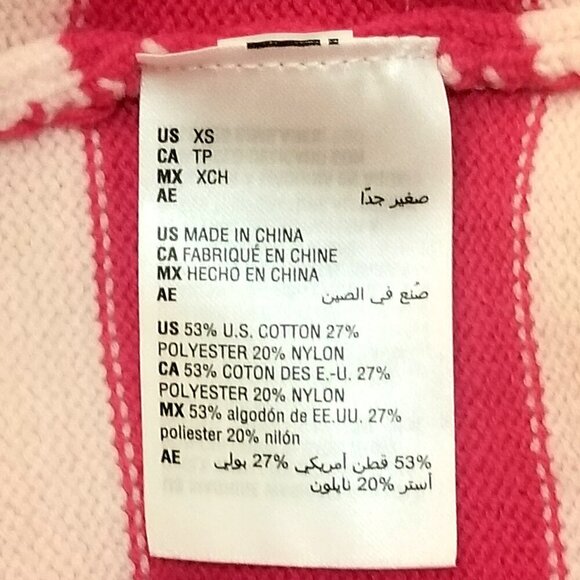 US XS
CA TP
MX XCH
AE صغير جدًا
US MADE IN CHINA
CA FABRIQUÉ EN CHINE
MX HECHO EN CHINA
AE صُنع في الصين
US 53% U.S. COTTON 27%
POLYESTER 20% NYLON
CA 53% COTON DES E.-U. 27%
POLYESTER 20% NYLON
MX 53% algodón de EE.UU. 27%
poliester 20% nilón
AE 53% قطن أمريكي 27% بولي
أستر 20% نايلون